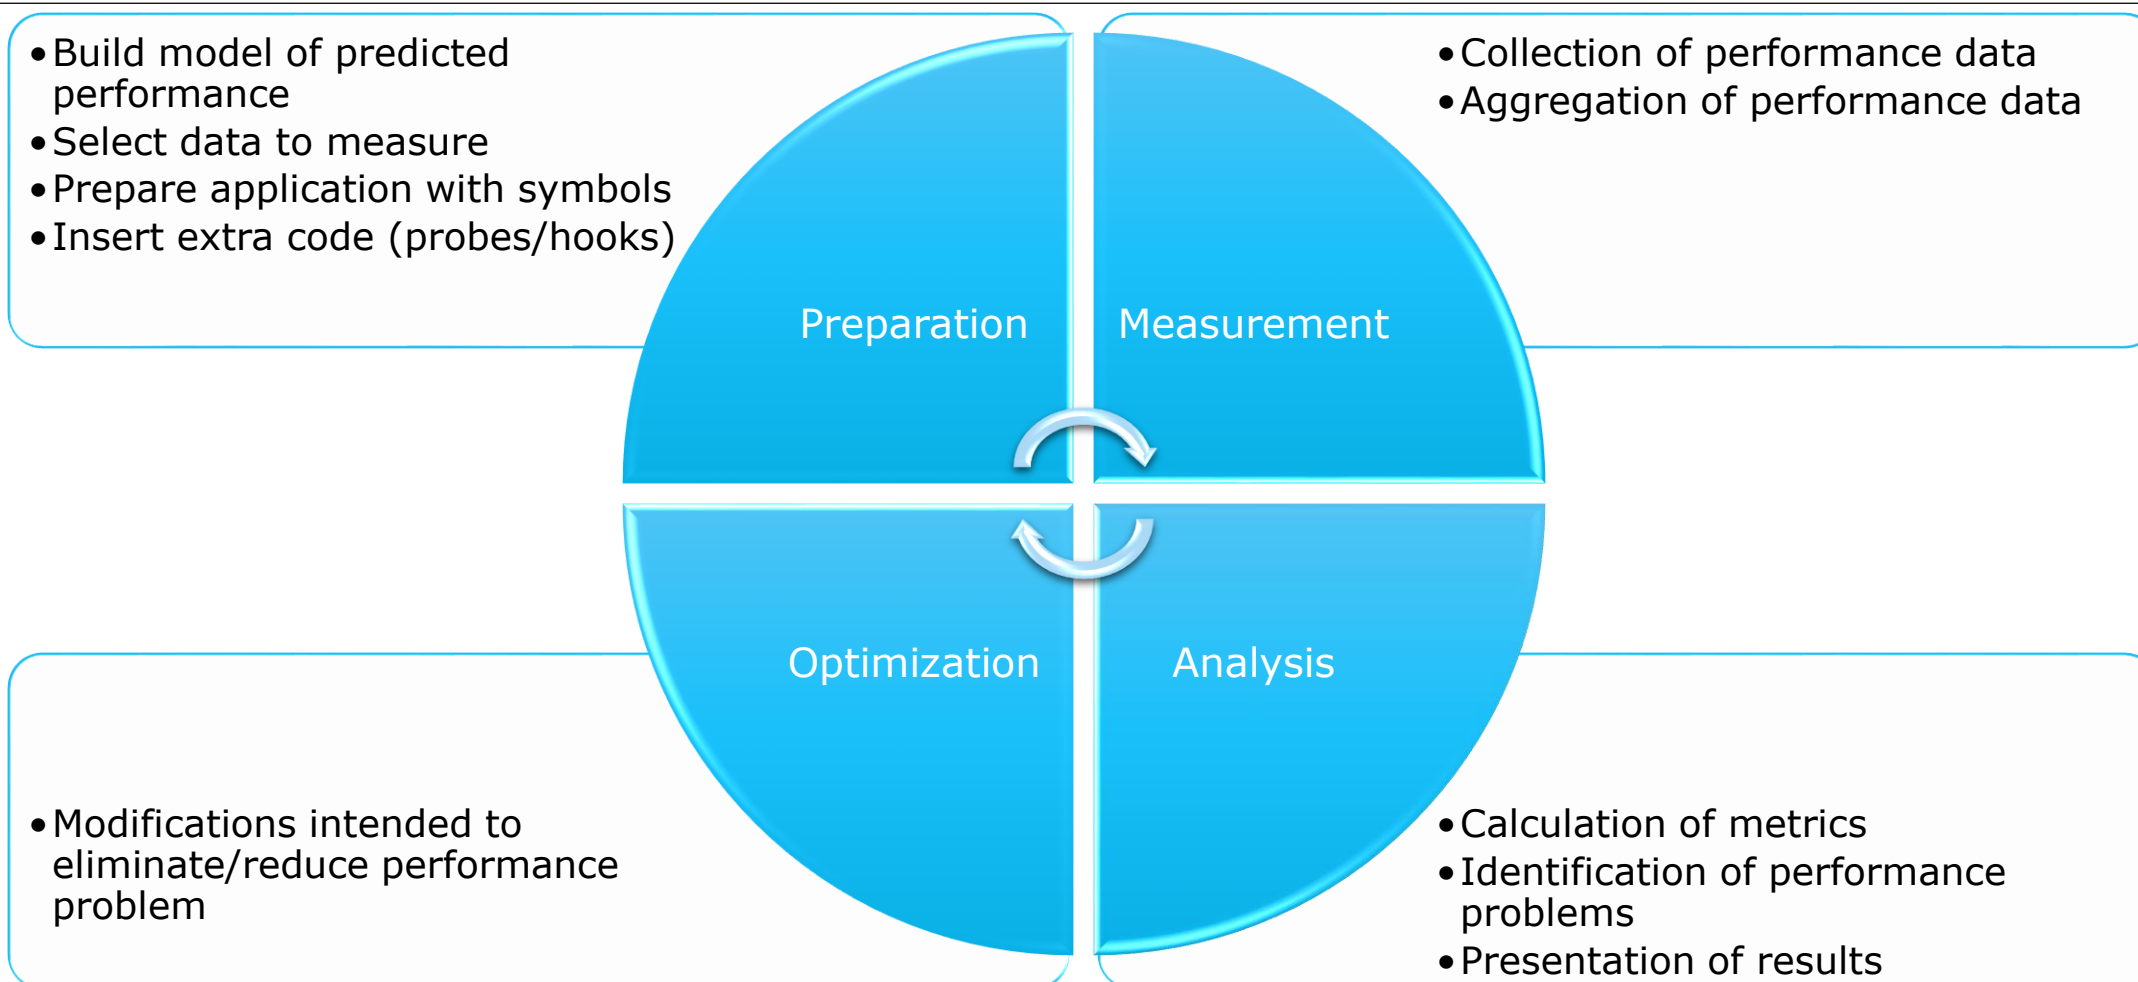 •Build model of predicted
performance
•Select data to measure
•Prepare application with symbols
•Insert extra code (probes/hooks)
•Collection of performance data
•Aggregation of performance data
Preparation
Measurement
Optimization
Analysis
•Modifications intended to
eliminate/reduce performance
problem
•Calculation of metrics
•Identification of performance
problems
•Presentation of results